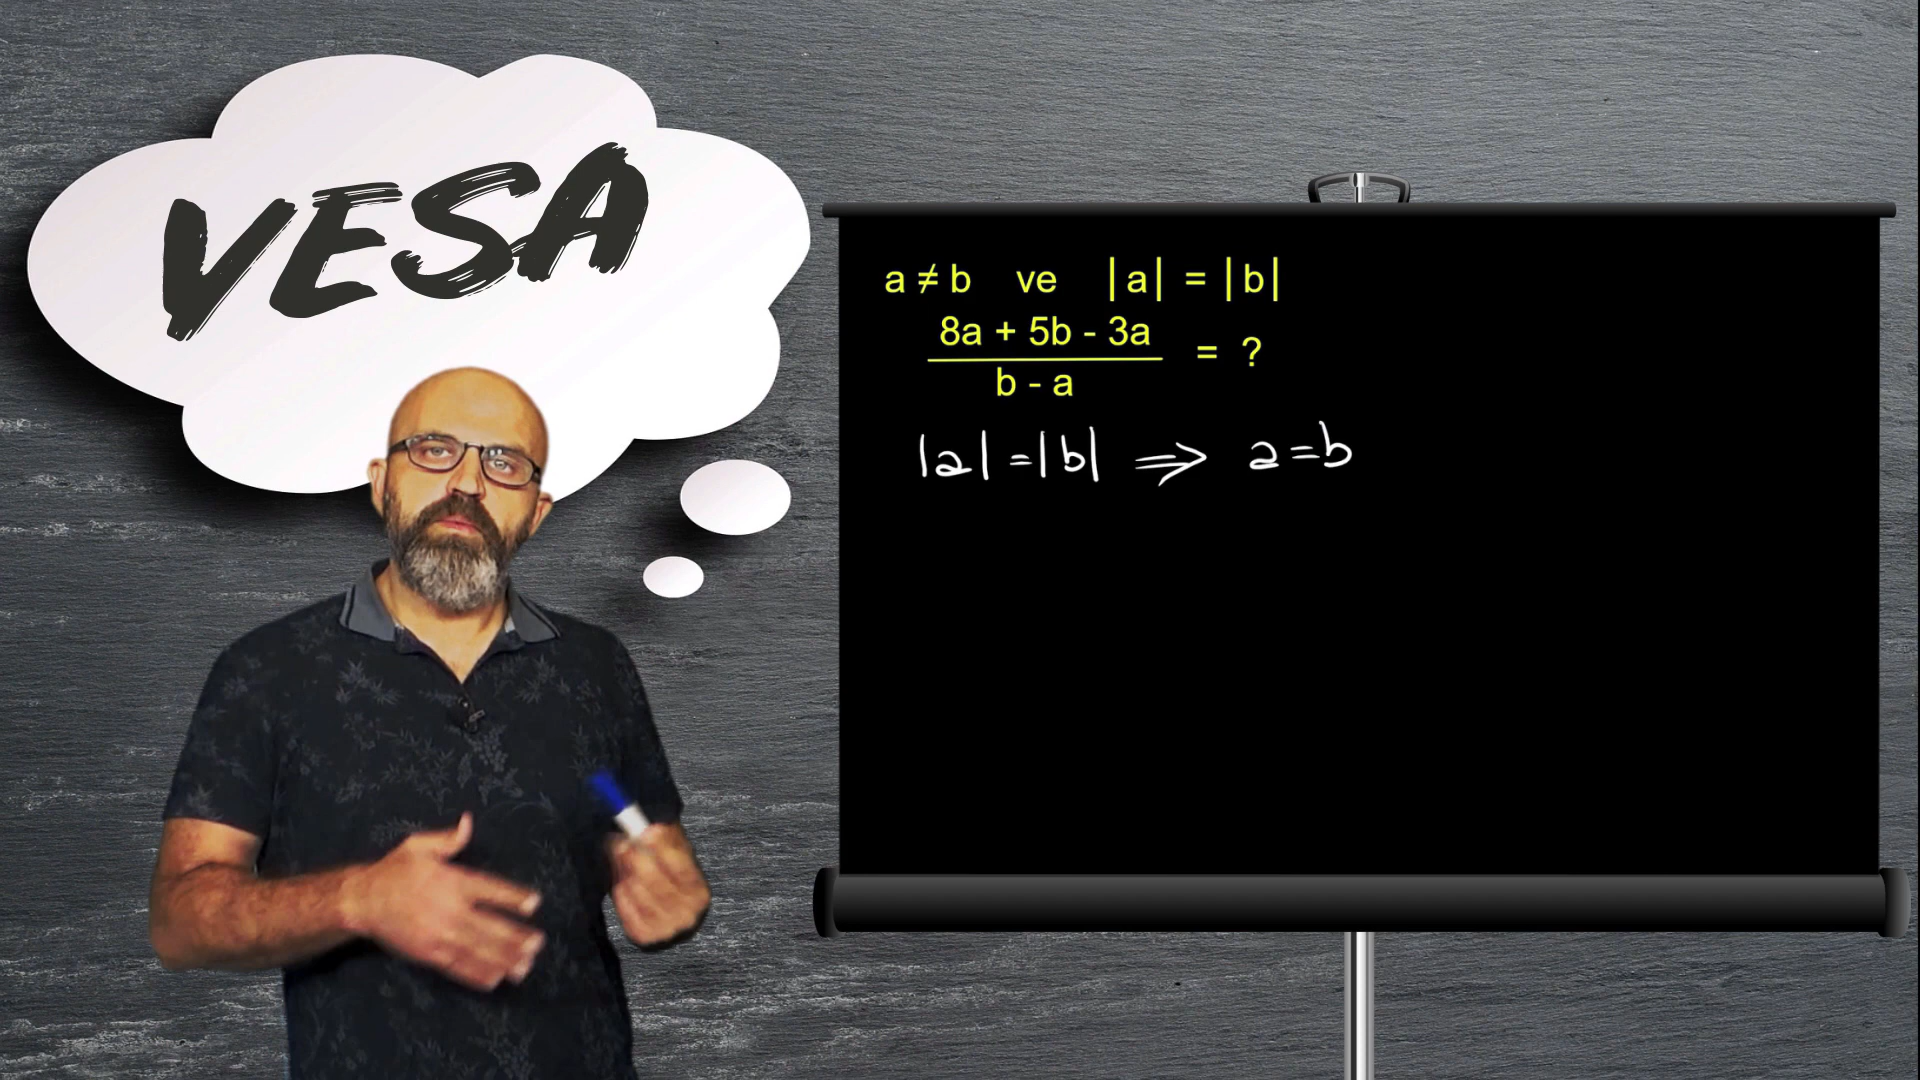 VESA
a ≠ b ve |a| = |b|
8a + 5b - 3a
= ?
b - a
|a| = |b| ⇒ a = b